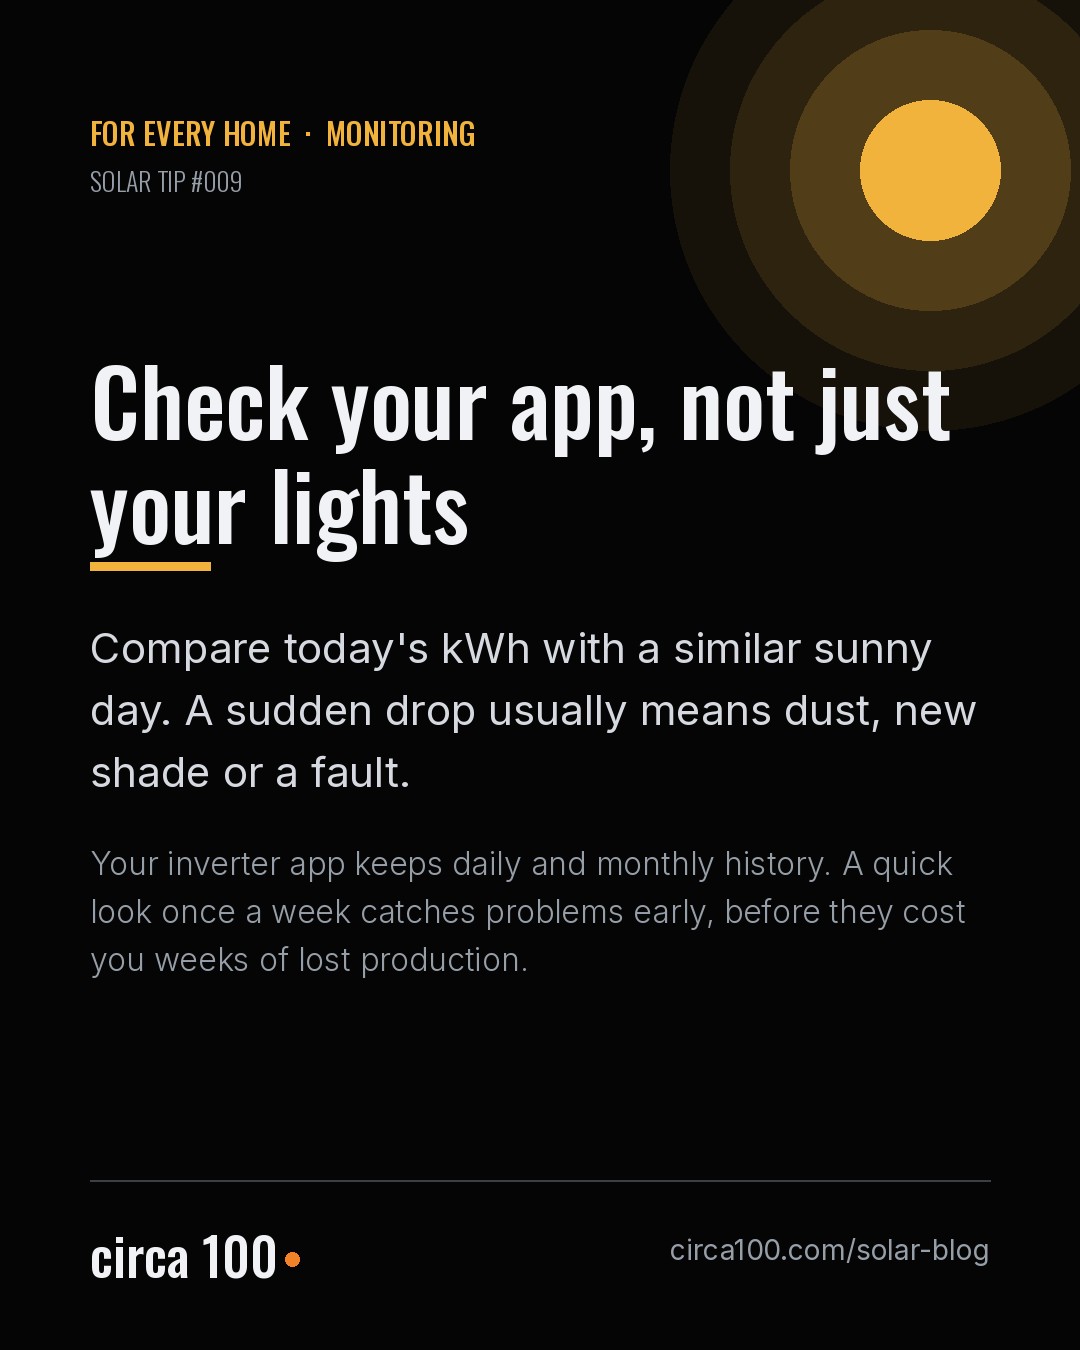 FOR EVERY HOME · MONITORING
SOLAR TIP #009
Check your app, not just
your lights
Compare today's kWh with a similar sunny
day. A sudden drop usually means dust, new
shade or a fault.
Your inverter app keeps daily and monthly history. A quick
look once a week catches problems early, before they cost
you weeks of lost production.
circa 100
circa100.com/solar-blog